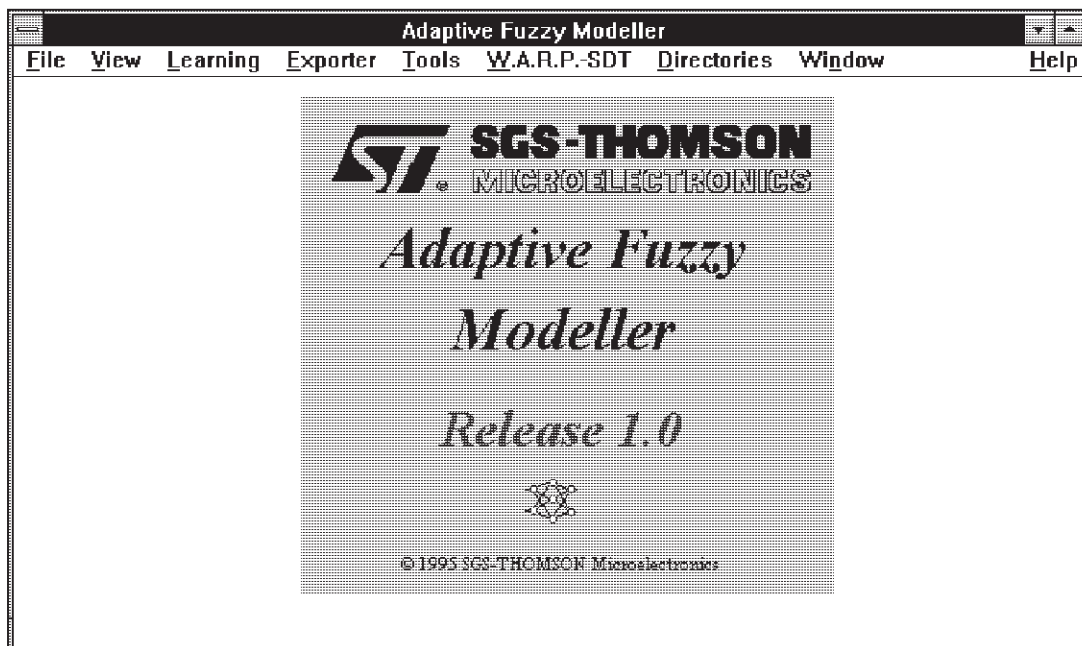 Adaptive Fuzzy Modeller
File View Learning Exporter Tools W.A.R.P.-SDT Directories Window Help
ST® SGS-THOMSON
MICROELECTRONICS
Adaptive Fuzzy
Modeller
Release 1.0
© 1995 SGS-THOMSON Microelectronics